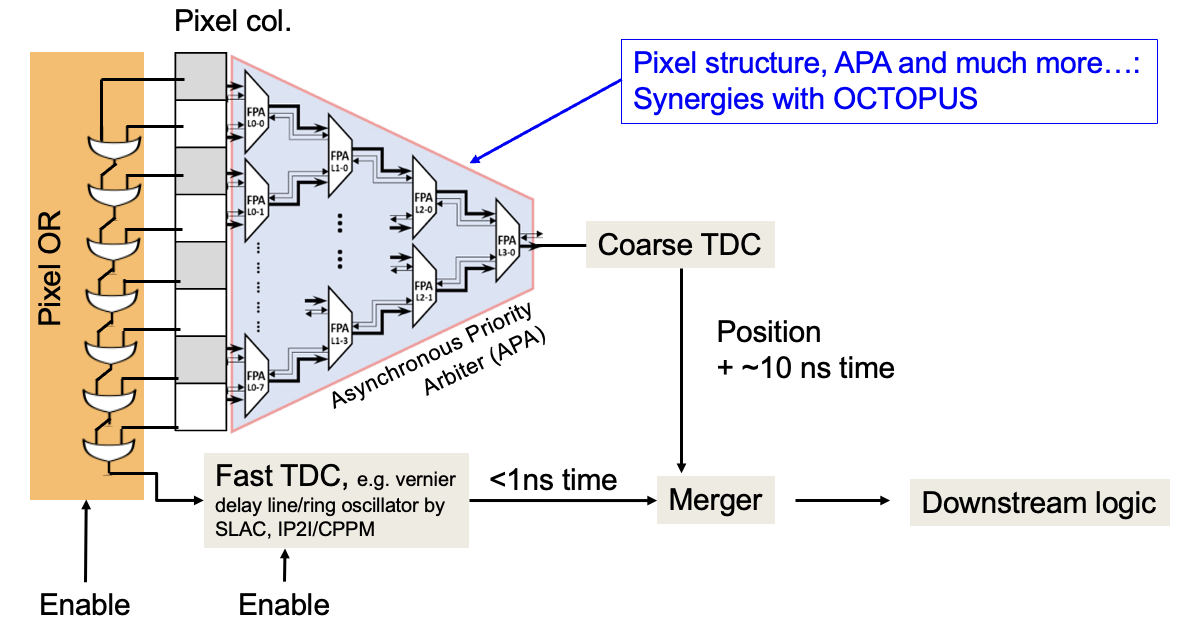 Pixel col.
Pixel structure, APA and much more…:
Synergies with OCTOPUS
Pixel OR
FPA
L0-0
FPA
L1-0
FPA
L0-1
FPA
L2-0
FPA
L3-0
FPA
L2-1
FPA
L1-3
FPA
L0-7
Asynchronous Priority
Arbiter (APA)
Coarse TDC
Position
+ ~10 ns time
Fast TDC, e.g. vernier
delay line/ring oscillator by
SLAC, IP2I/CPPM
<1ns time
Merger
Downstream logic
Enable
Enable